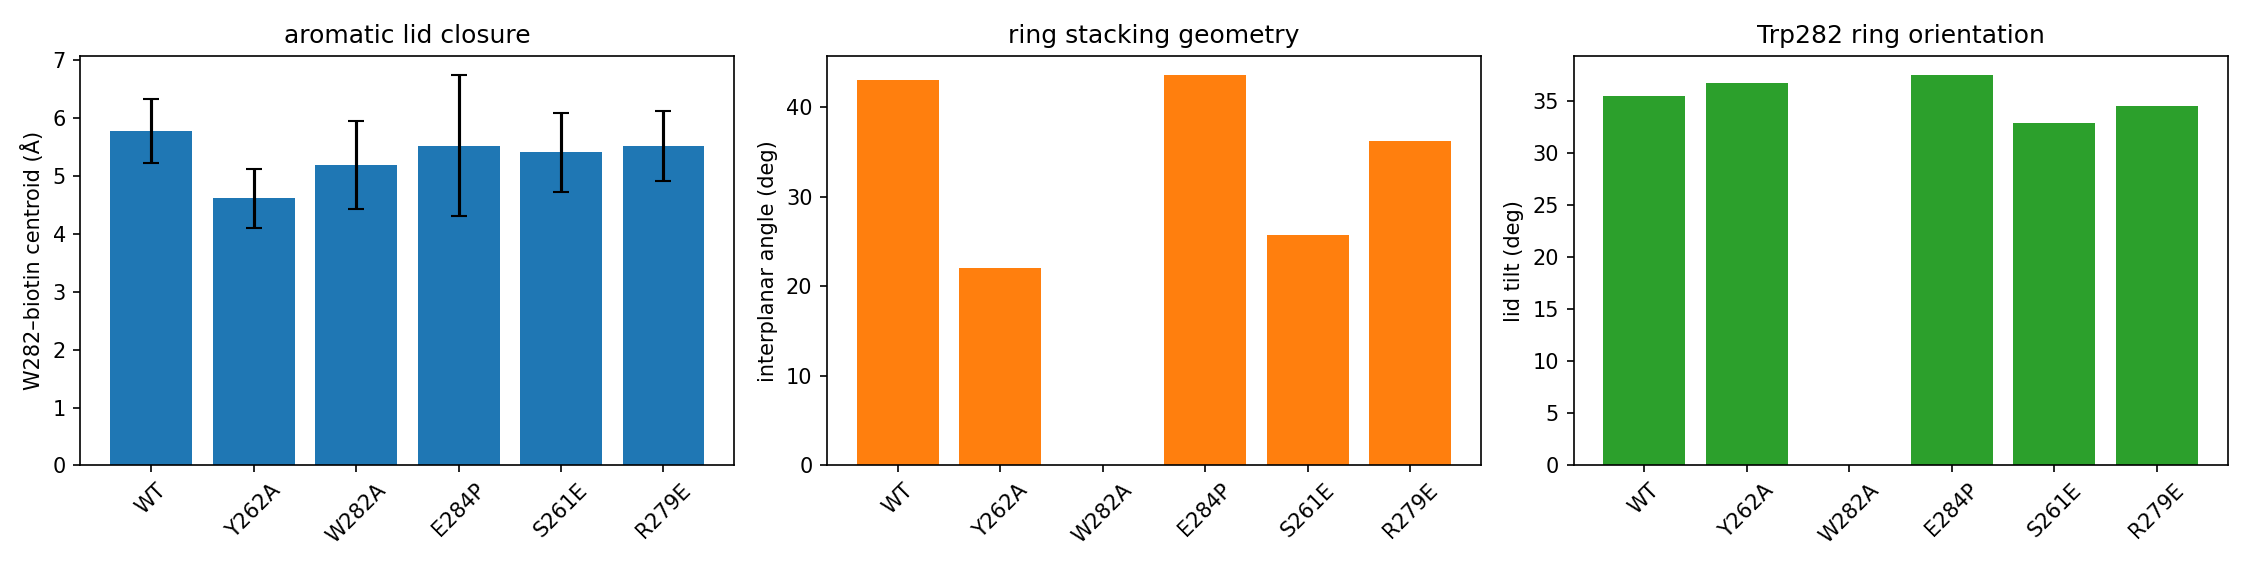 aromatic lid closure
W282–biotin centroid (Å)
7
6
5
4
3
2
1
0
WT
Y262A
W282A
E284P
S261E
R279E
ring stacking geometry
interplanar angle (deg)
40
30
20
10
0
WT
Y262A
W282A
E284P
S261E
R279E
Trp282 ring orientation
lid tilt (deg)
35
30
25
20
15
10
5
0
WT
Y262A
W282A
E284P
S261E
R279E